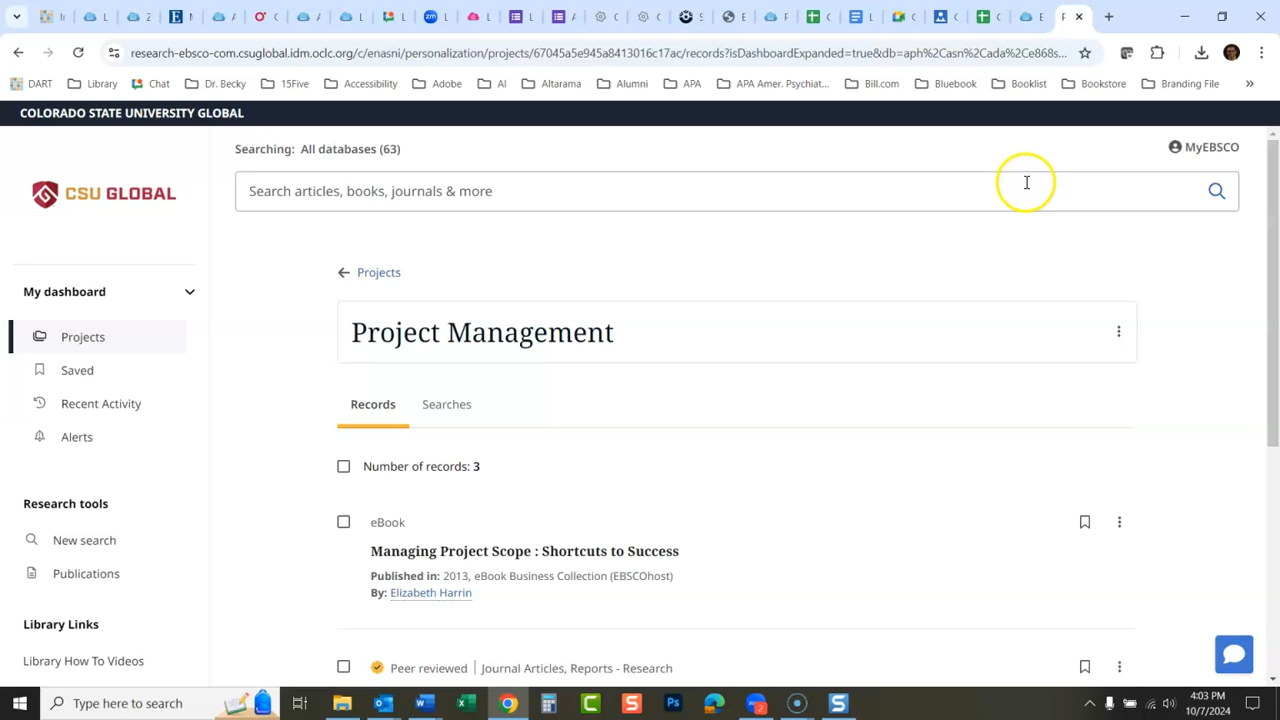 research-ebsco-com.csuglobal.idm.oclc.org/c/enasni/personalization/projects/67045a5e945a8413016c17ac/records?isDashboardExpanded=true&db=aph%2Casn%2Cada%2Ce868s...
DART Library Chat Dr. Becky 15Five Accessibility Adobe AI Altarama Alumni APA APA Amer. Psychiat... Bill.com Bluebook Booklist Bookstore Branding File »
COLORADO STATE UNIVERSITY GLOBAL
Searching: All databases (63)
MyEBSCO
CSU GLOBAL
Search articles, books, journals & more
Projects
My dashboard
Project Management
Projects
Saved
Recent Activity
Alerts
Records Searches
Number of records: 3
Research tools
New search
Publications
eBook
Managing Project Scope : Shortcuts to Success
Published in: 2013, eBook Business Collection (EBSCOhost)
By: Elizabeth Harrin
Library Links
Library How To Videos
Peer reviewed Journal Articles, Reports - Research
Type here to search
4:03 PM
10/7/2024